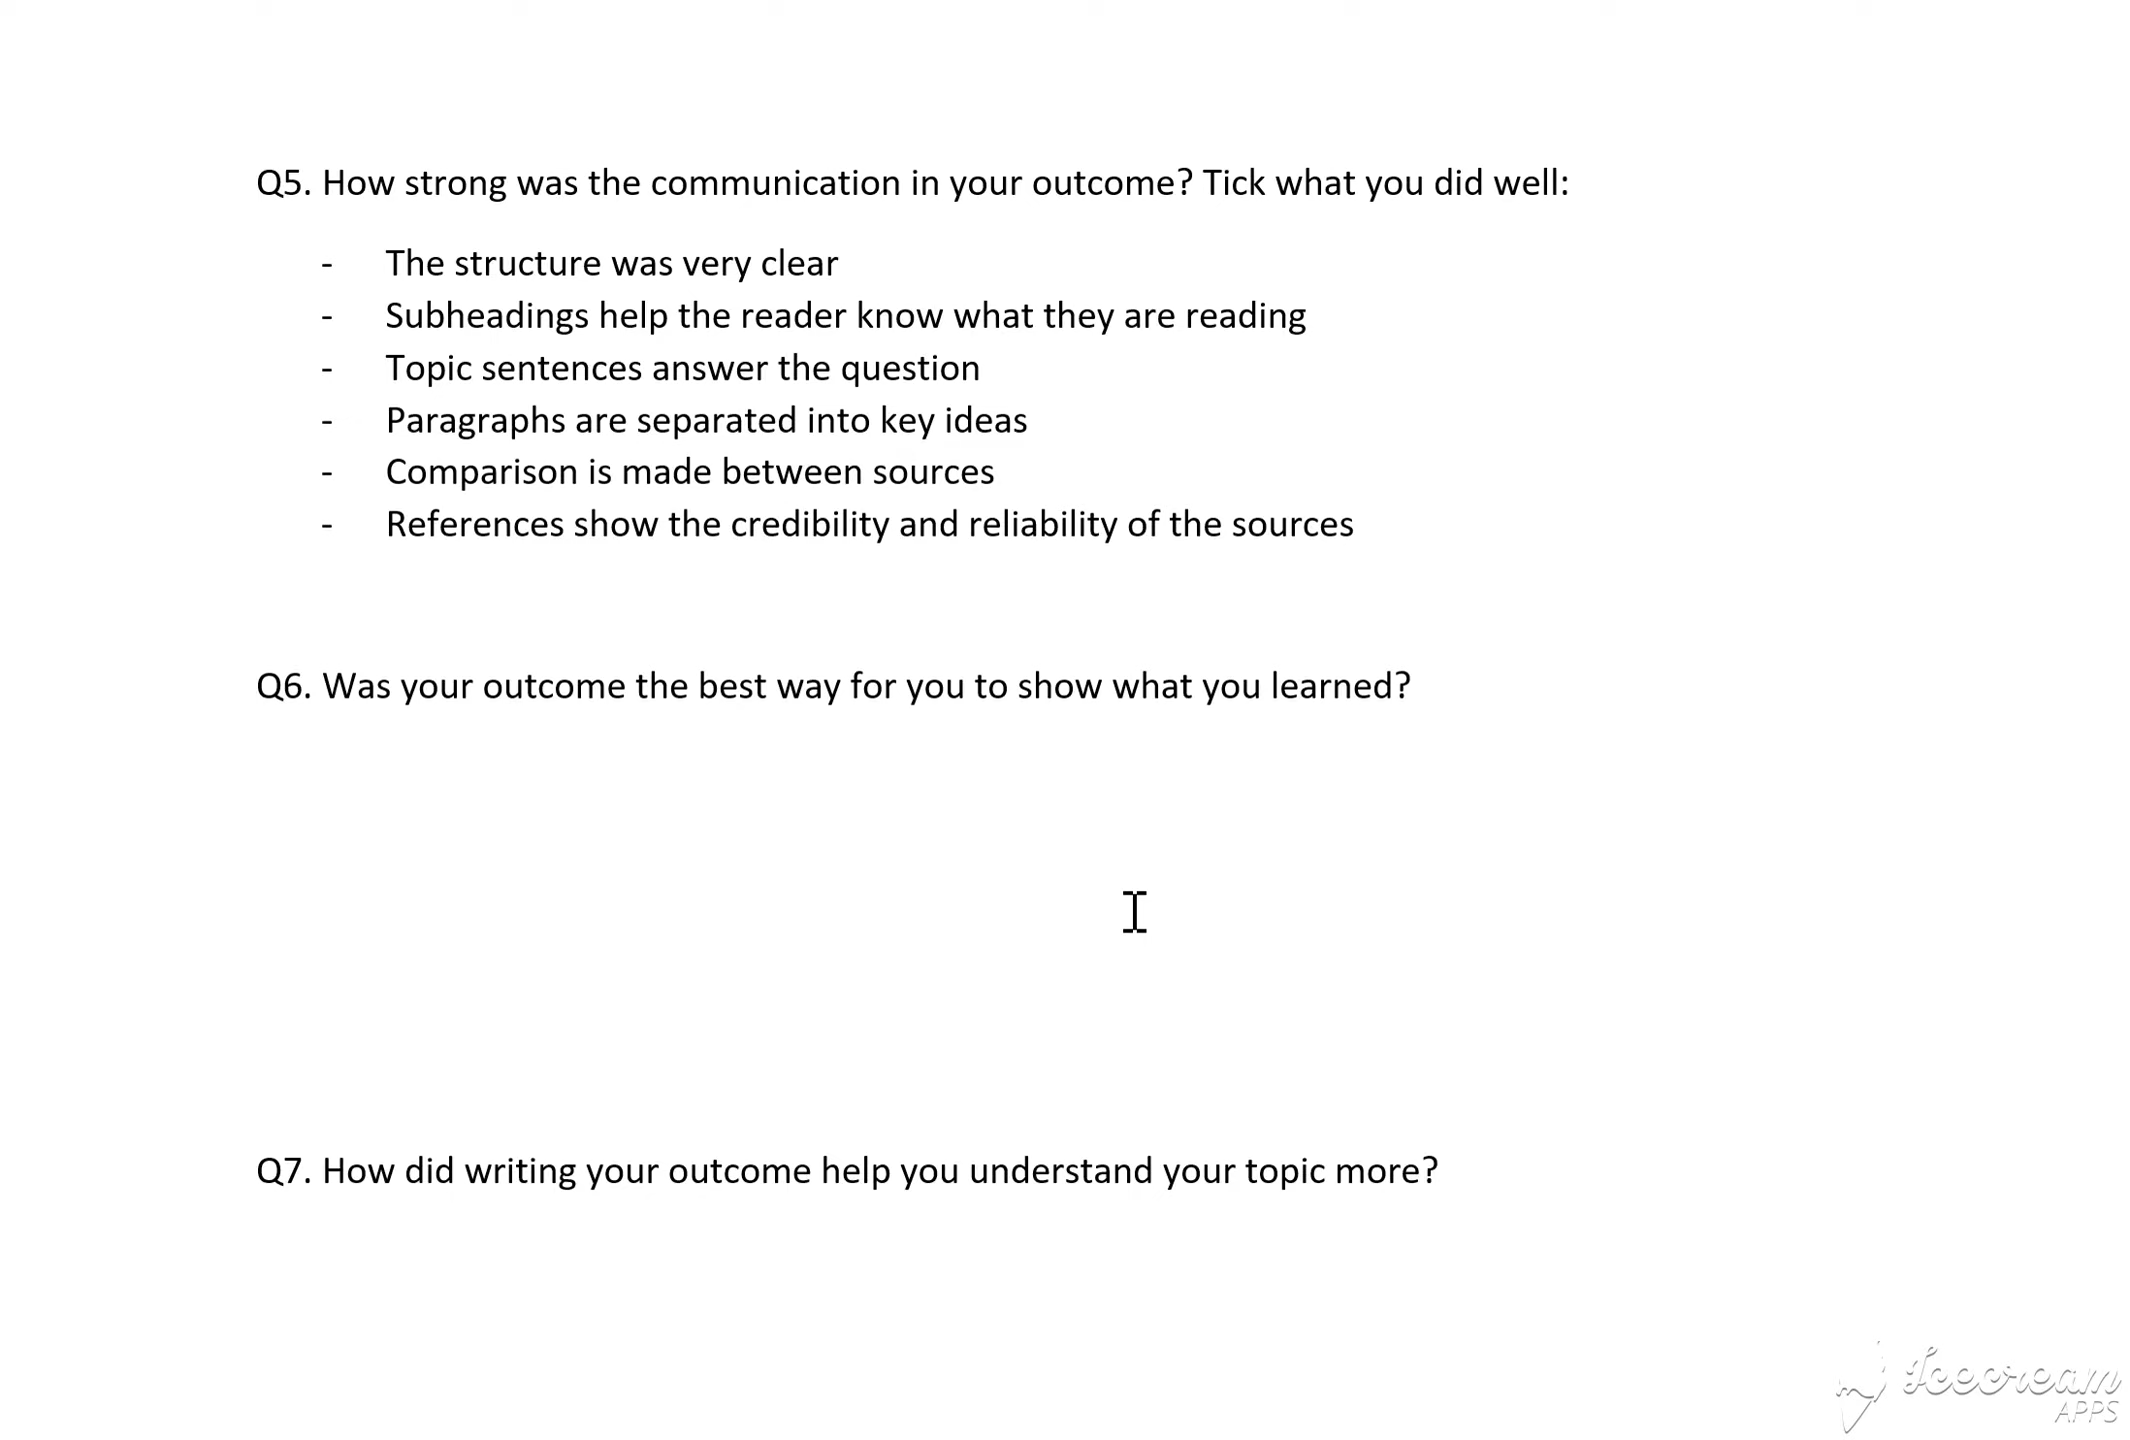 Q5. How strong was the communication in your outcome? Tick what you did well:
- The structure was very clear
- Subheadings help the reader know what they are reading
- Topic sentences answer the question
- Paragraphs are separated into key ideas
- Comparison is made between sources
- References show the credibility and reliability of the sources
Q6. Was your outcome the best way for you to show what you learned?
Q7. How did writing your outcome help you understand your topic more?
Icecream
APPS